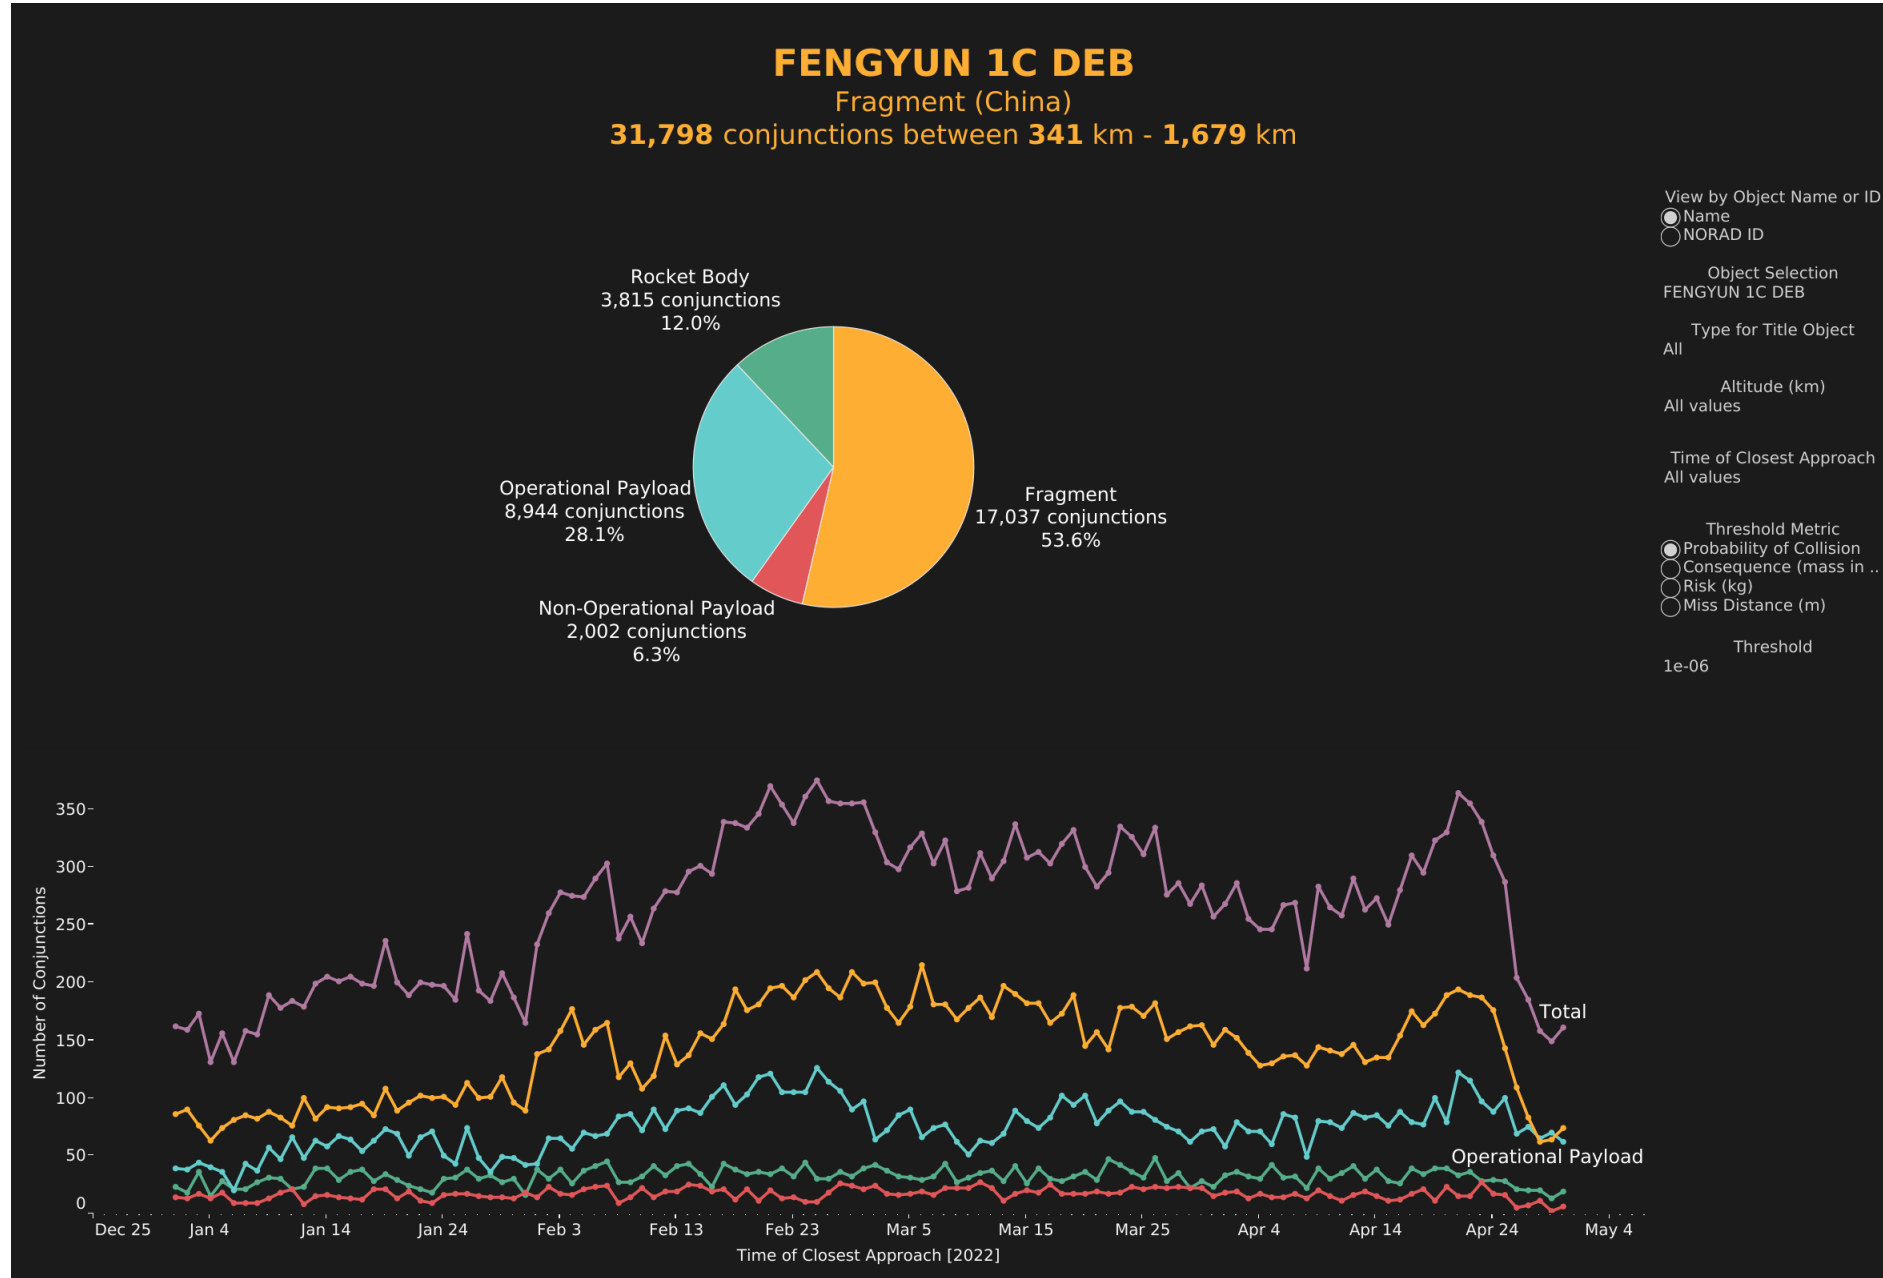 FENGYUN 1C DEB
Fragment (China)
31,798 conjunctions between 341 km - 1,679 km
View by Object Name or ID
Name
NORAD ID
Object Selection
FENGYUN 1C DEB
Type for Title Object
All
Altitude (km)
All values
Time of Closest Approach
All values
Threshold Metric
Probability of Collision
Consequence (mass in ..
Risk (kg)
Miss Distance (m)
Threshold
1e-06
Rocket Body
3,815 conjunctions
12.0%
Operational Payload
8,944 conjunctions
28.1%
Fragment
17,037 conjunctions
53.6%
Non-Operational Payload
2,002 conjunctions
6.3%
Number of Conjunctions
350
300
250
200
150
100
50
0
Total
Operational Payload
Dec 25 Jan 4 Jan 14 Jan 24 Feb 3 Feb 13 Feb 23 Mar 5 Mar 15 Mar 25 Apr 4 Apr 14 Apr 24 May 4
Time of Closest Approach [2022]